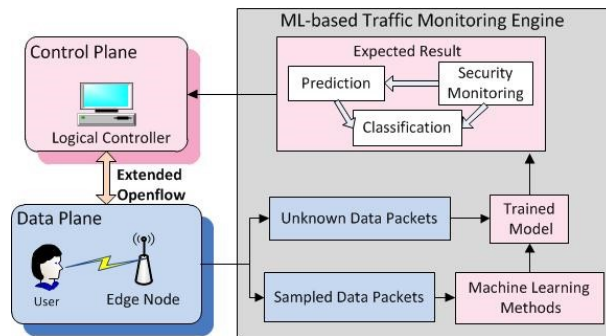 ML-based Traffic Monitoring Engine
Control Plane
Logical Controller
Extended
Openflow
Data Plane
User
Edge Node
Expected Result
Prediction
Security
Monitoring
Classification
Unknown Data Packets
Trained
Model
Sampled Data Packets
Machine Learning
Methods